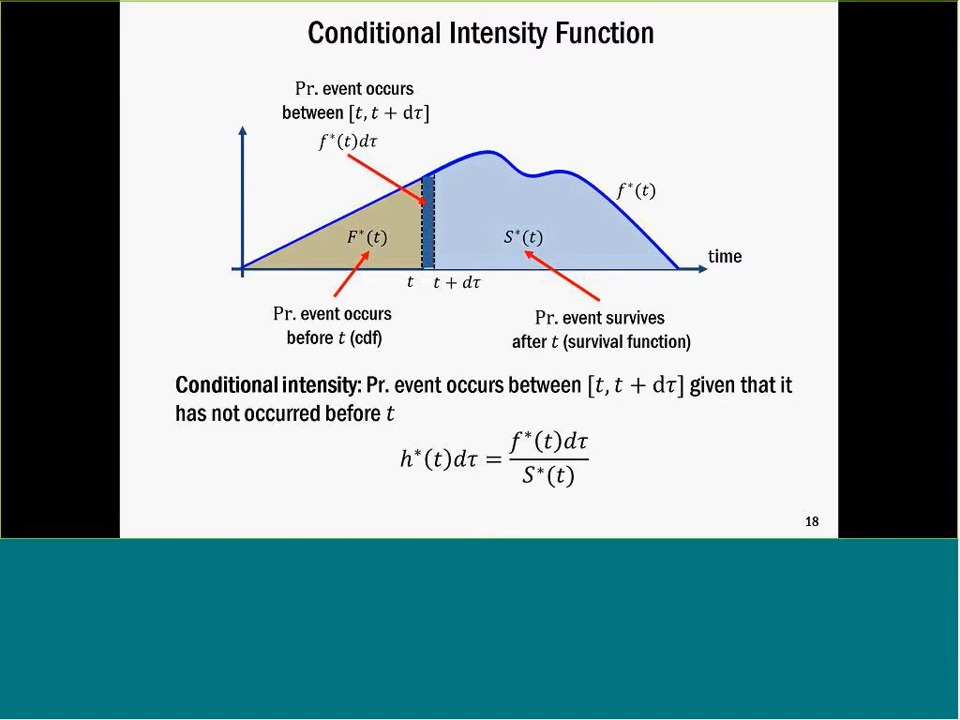 Conditional Intensity Function
Pr. event occurs
between [t, t + dτ]
f*(t)dτ
f*(t)
F*(t)
S*(t)
time
t
t + dτ
Pr. event occurs
before t (cdf)
Pr. event survives
after t (survival function)
Conditional intensity: Pr. event occurs between [t, t + dτ] given that it
has not occurred before t
h*(t)dτ = f*(t)dτ / S*(t)
18